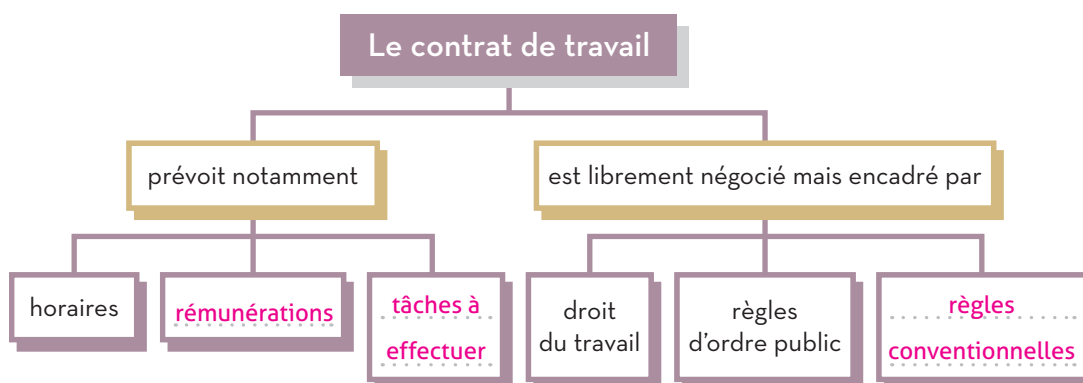 Le contrat de travail
prévoit notamment
est librement négocié mais encadré par
horaires
rémunérations
tâches à
effectuer
droit
du travail
règles
d'ordre public
règles
conventionnelles